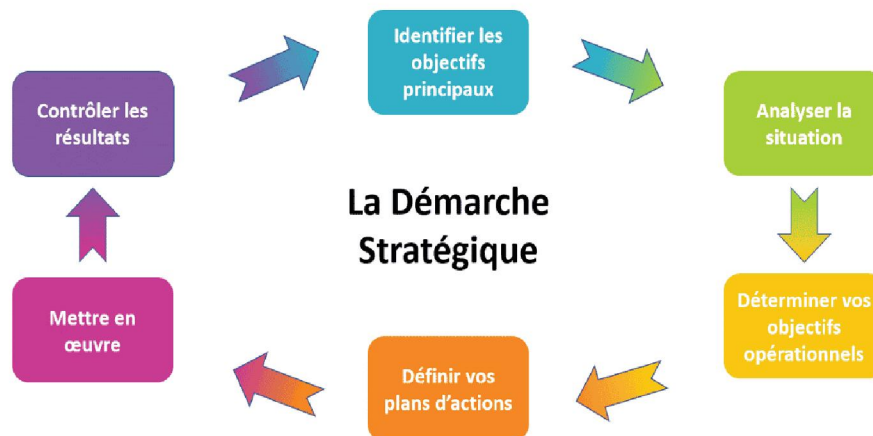 Identifier les
objectifs
principaux
Contrôler les
résultats
Analyser la
situation
La Démarche
Stratégique
Mettre en
œuvre
Déterminer vos
objectifs
opérationnels
Définir vos
plans d'actions